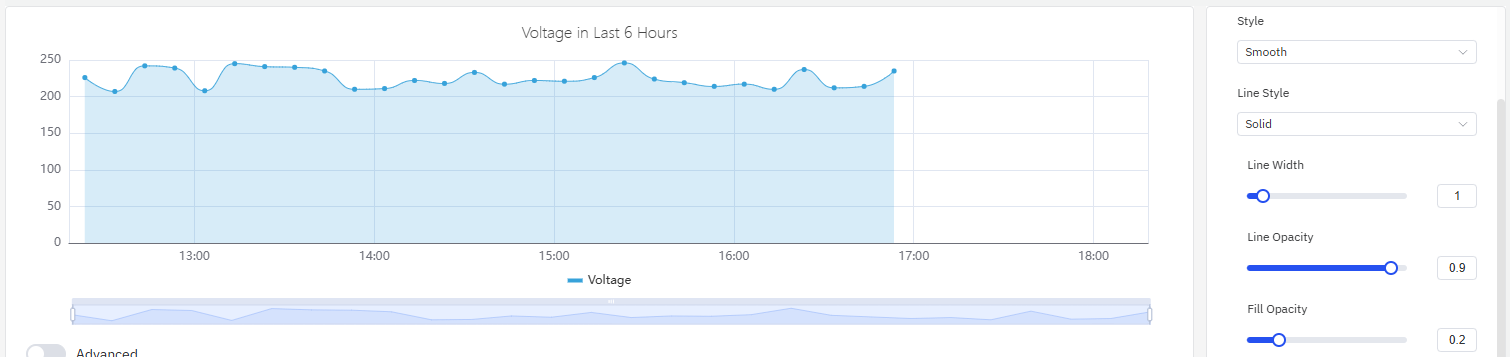 Voltage in Last 6 Hours
250
200
150
100
50
0
13:00 14:00 15:00 16:00 17:00 18:00
Voltage
Advanced
Style
Smooth
Line Style
Solid
Line Width
1
Line Opacity
0.9
Fill Opacity
0.2